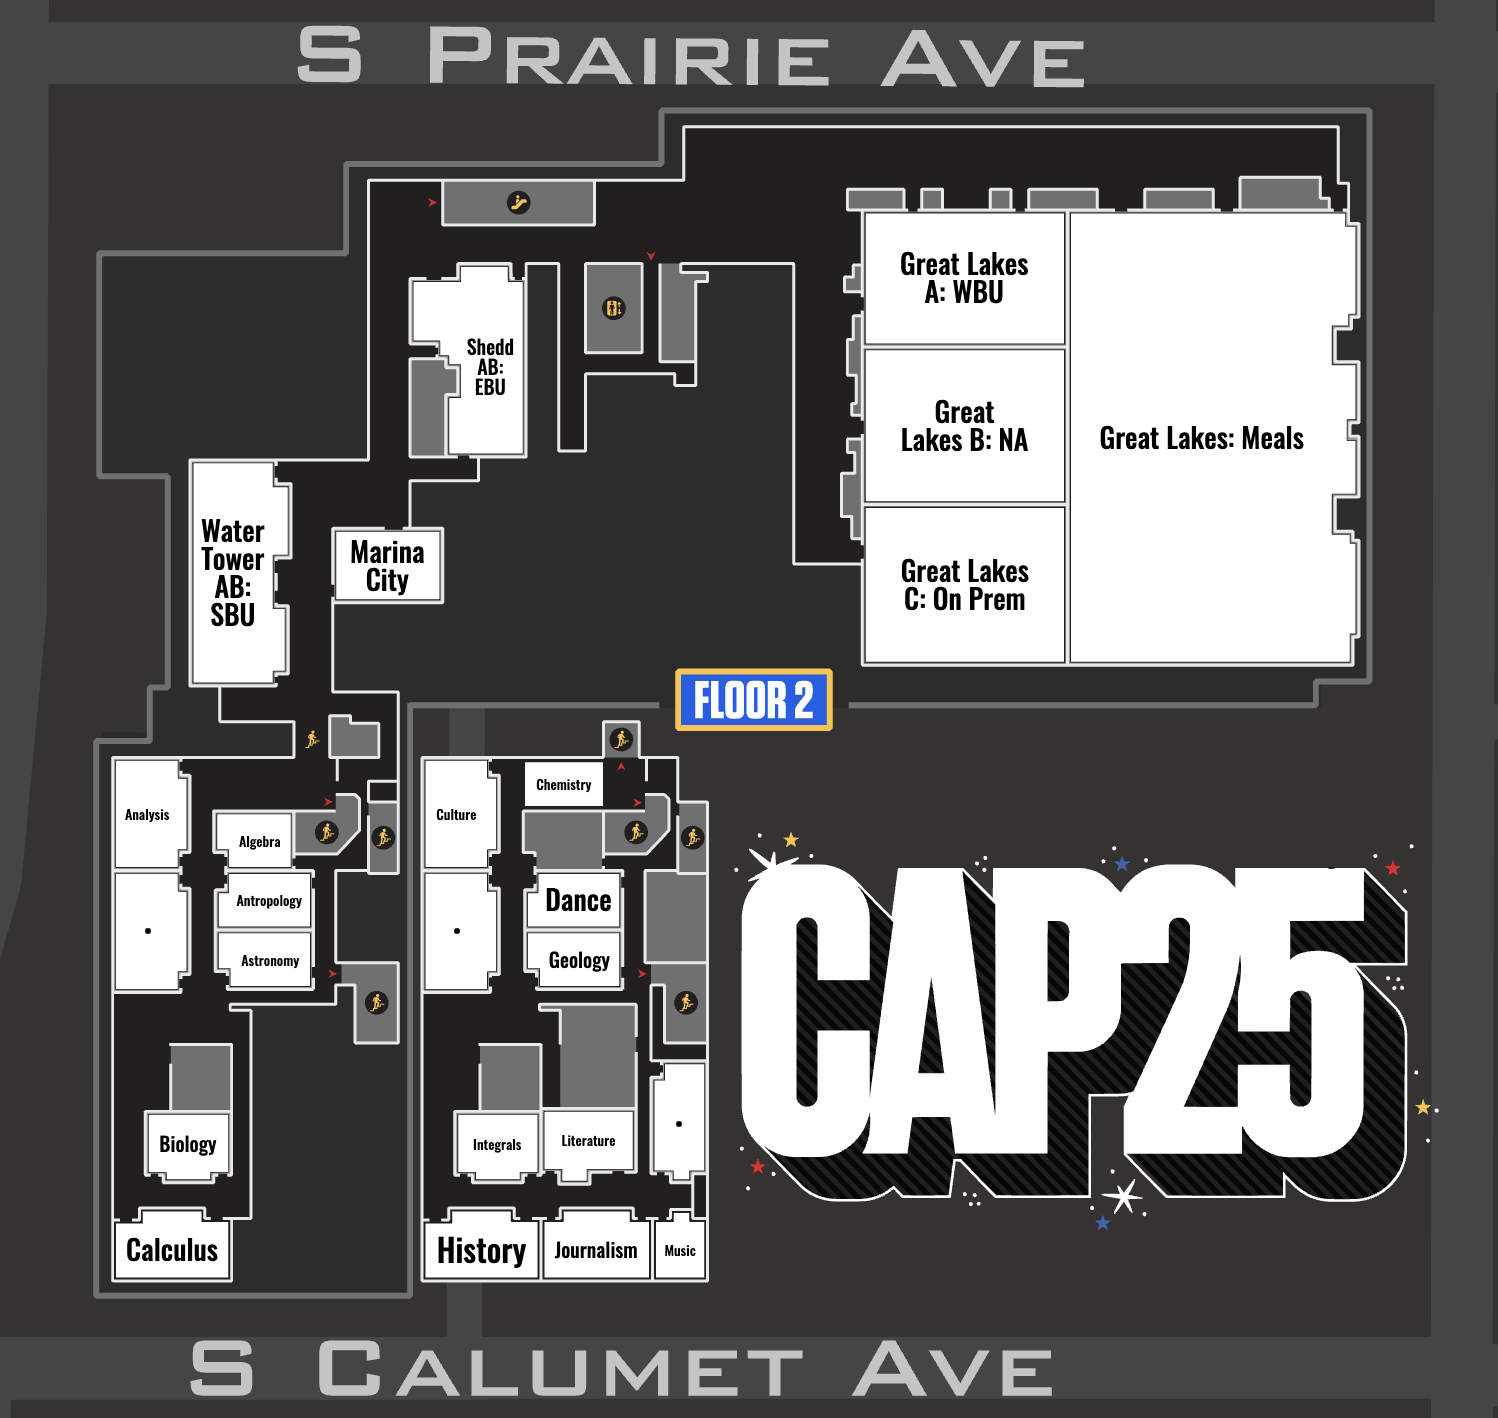 S PRAIRIE AVE
Great Lakes
A: WBU
Shedd
AB:
EBU
Great
Lakes B: NA
Great Lakes: Meals
Water
Tower
AB:
SBU
Marina
City
Great Lakes
C: On Prem
FLOOR 2
Analysis
Algebra
Antropology
Astronomy
Biology
Calculus
Culture
Chemistry
Dance
Geology
Integrals
Literature
History
Journalism
Music
CAP25
S CALUMET AVE